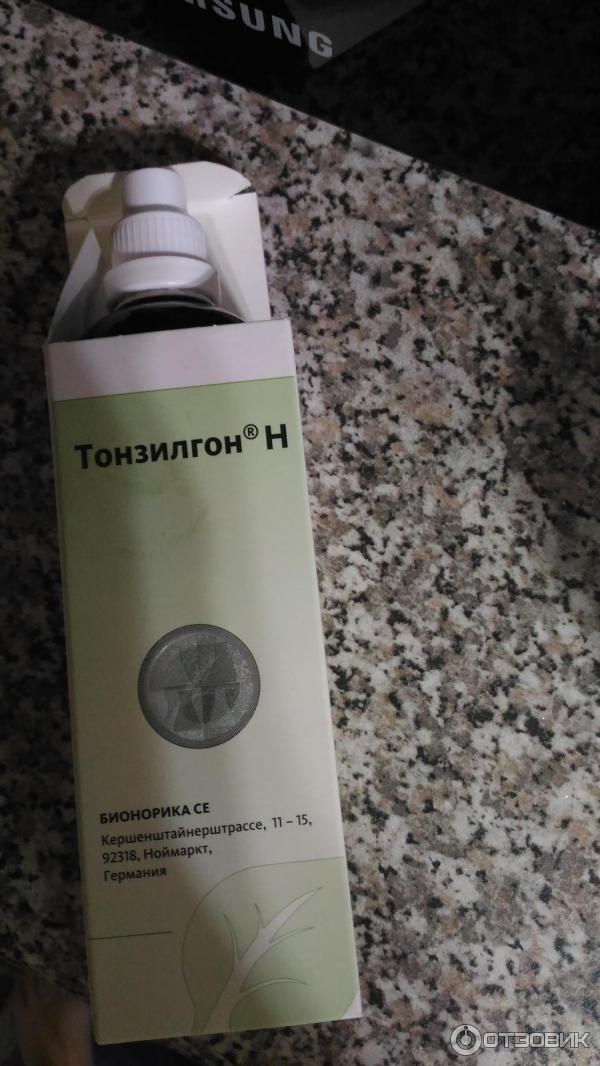 SUNG
Тонзилгон® Н
БИОНОРИКА СЕ
Кершенштайнерштрассе, 11 – 15,
92318, Ноймаркт,
Германия
ОТЗОВИК